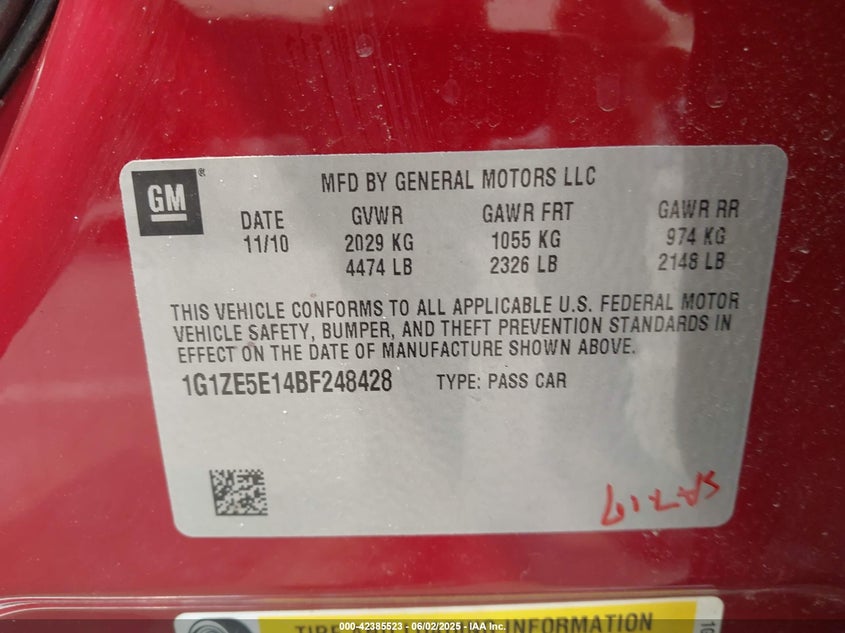 GM
®
MFD BY GENERAL MOTORS LLC
DATE GVWR GAWR FRT GAWR RR
11/10 2029 KG 1055 KG 974 KG
4474 LB 2326 LB 2148 LB
THIS VEHICLE CONFORMS TO ALL APPLICABLE U.S. FEDERAL MOTOR
VEHICLE SAFETY, BUMPER, AND THEFT PREVENTION STANDARDS IN
EFFECT ON THE DATE OF MANUFACTURE SHOWN ABOVE.
1G1ZE5E14BF248428 TYPE: PASS CAR
INFORMATION
000-42385523 - 06/02/2025 - IAA Inc.